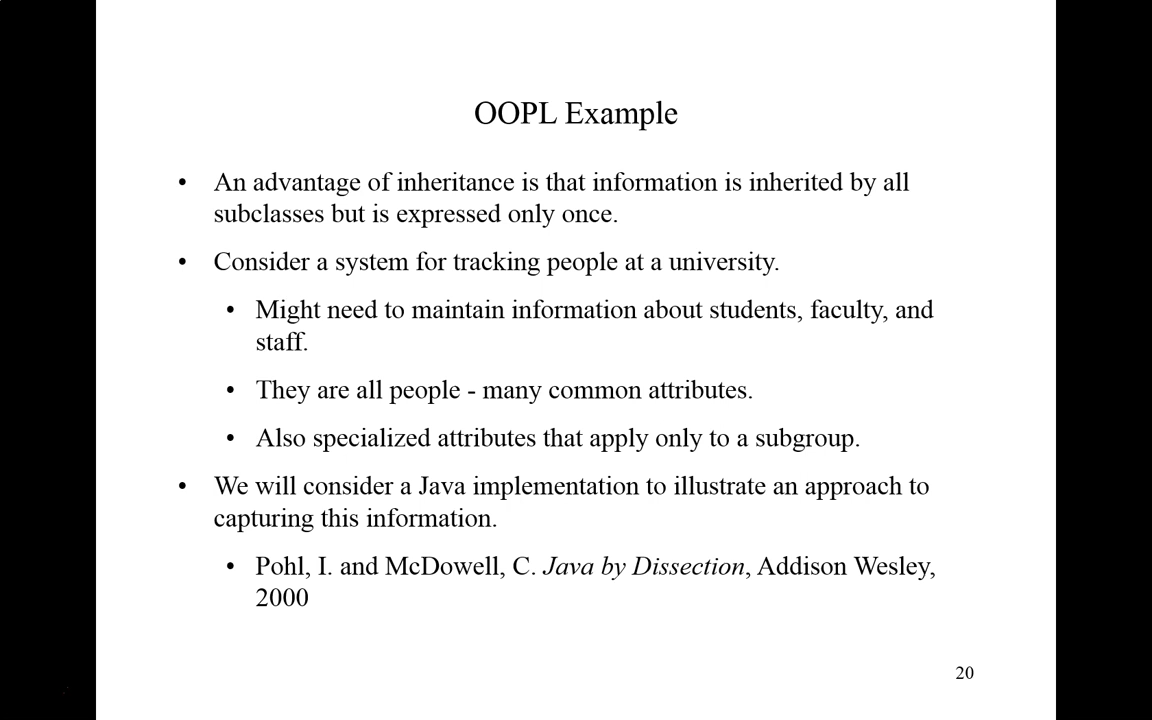 OOPL Example
• An advantage of inheritance is that information is inherited by all
subclasses but is expressed only once.
• Consider a system for tracking people at a university.
• Might need to maintain information about students, faculty, and
staff.
• They are all people - many common attributes.
• Also specialized attributes that apply only to a subgroup.
• We will consider a Java implementation to illustrate an approach to
capturing this information.
• Pohl, I. and McDowell, C. Java by Dissection, Addison Wesley,
2000
20